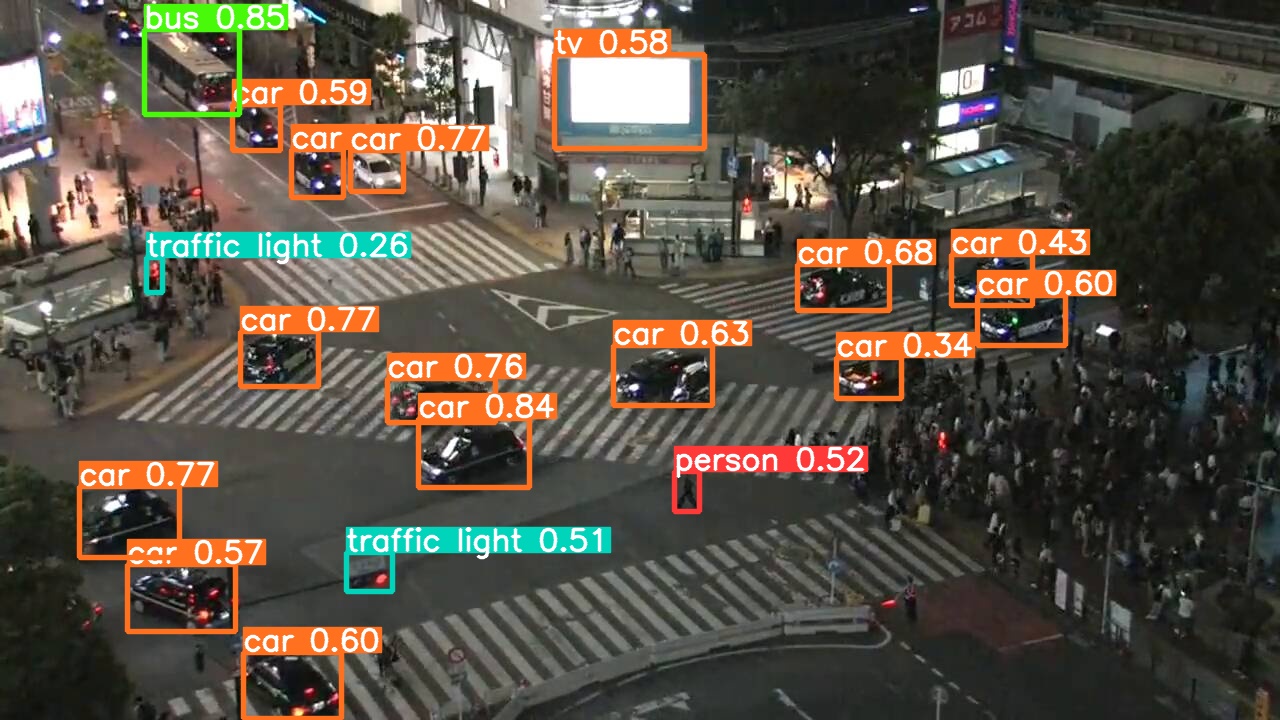 bus 0.85
tv 0.58
アコム
car 0.59
car
car 0.77
traffic light 0.26
car 0.43
car 0.68
car 0.60
car 0.77
car 0.63
car 0.34
car 0.76
car 0.84
person 0.52
car 0.77
traffic light 0.51
car 0.57
car 0.60